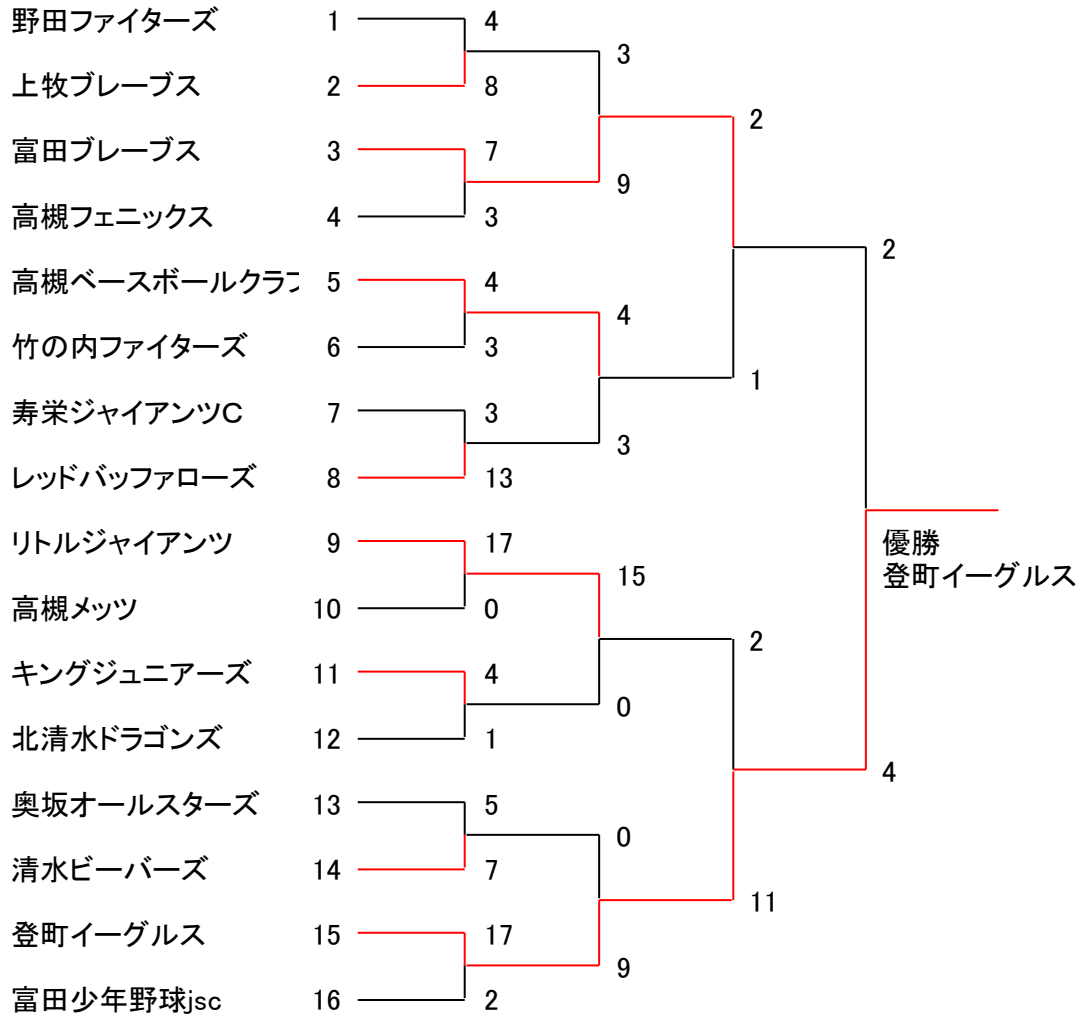 野田ファイターズ 1 4
3
上牧ブレーブス 2 8
2
富田ブレーブス 3 7
9
高槻フェニックス 4 3
2
高槻ベースボールクラブ 5 4
4
竹の内ファイターズ 6 3
1
寿栄ジャイアンツC 7 3
3
レッドバッファローズ 8 13
リトルジャイアンツ 9 17
優勝
登町イーグルス
15
高槻メッツ 10 0
2
キングジュニアーズ 11 4
0
北清水ドラゴンズ 12 1
4
奥坂オールスターズ 13 5
0
清水ビーバーズ 14 7
11
登町イーグルス 15 17
9
富田少年野球jsc 16 2